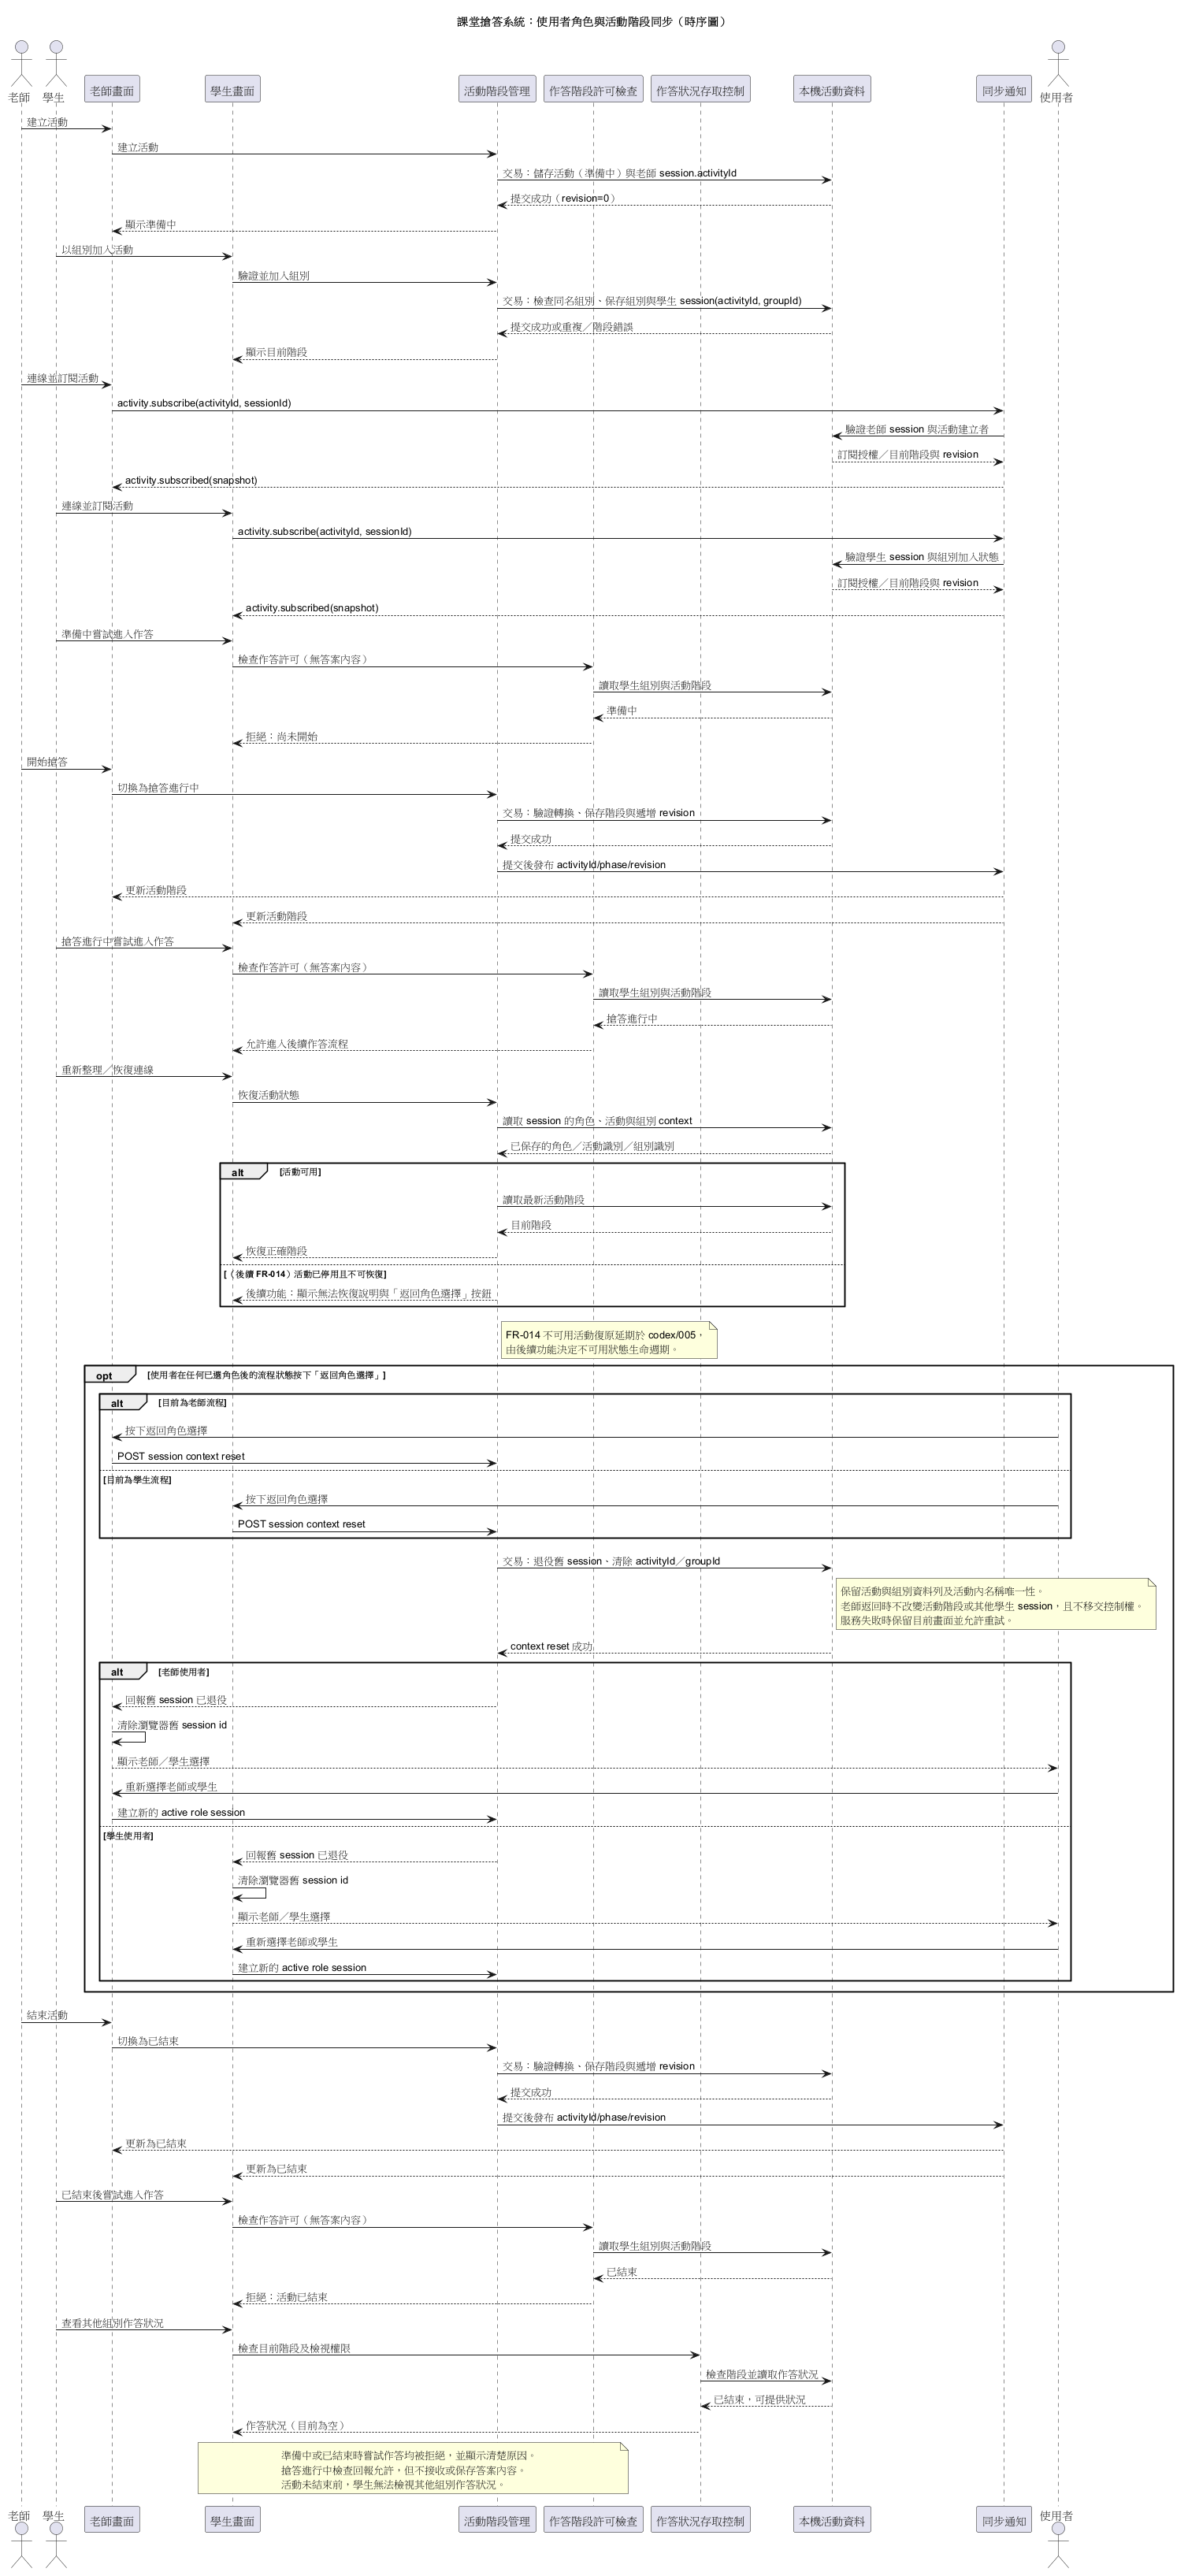 課堂搶答系統：使用者角色與活動階段同步（時序圖）
老師
學生
老師畫面
學生畫面
活動階段管理
作答階段許可檢查
作答狀況存取控制
本機活動資料
同步通知
使用者
建立活動
建立活動
交易：儲存活動（準備中）與老師 session.activityId
提交成功（revision=0）
顯示準備中
以組別加入活動
驗證並加入組別
交易：檢查同名組別、保存組別與學生 session(activityId, groupId)
提交成功或重複／階段錯誤
顯示目前階段
連線並訂閱活動
activity.subscribe(activityId, sessionId)
驗證老師 session 與活動建立者
訂閱授權／目前階段與 revision
activity.subscribed(snapshot)
連線並訂閱活動
activity.subscribe(activityId, sessionId)
驗證學生 session 與組別加入狀態
訂閱授權／目前階段與 revision
activity.subscribed(snapshot)
準備中嘗試進入作答
檢查作答許可（無答案內容）
讀取學生組別與活動階段
準備中
拒絕：尚未開始
開始搶答
切換為搶答進行中
交易：驗證轉換、保存階段與遞增 revision
提交成功
提交後發布 activityId/phase/revision
更新活動階段
更新活動階段
搶答進行中嘗試進入作答
檢查作答許可（無答案內容）
讀取學生組別與活動階段
搶答進行中
允許進入後續作答流程
重新整理／恢復連線
恢復活動狀態
讀取 session 的角色、活動與組別 context
已保存的角色／活動識別／組別識別
alt [活動可用]
讀取最新活動階段
目前階段
恢復正確階段
[（後續 FR-014）活動已停用且不可恢復]
後續功能：顯示無法恢復說明與「返回角色選擇」按鈕
FR-014 不可用活動復原延期於 codex/005，
由後續功能決定不可用狀態生命週期。
opt [使用者在任何已選角色後的流程狀態按下「返回角色選擇」]
alt [目前為老師流程]
按下返回角色選擇
POST session context reset
[目前為學生流程]
按下返回角色選擇
POST session context reset
交易：退役舊 session、清除 activityId／groupId
保留活動與組別資料列及活動內名稱唯一性。
老師返回時不改變活動階段或其他學生 session，且不移交控制權。
服務失敗時保留目前畫面並允許重試。
context reset 成功
alt [老師使用者]
回報舊 session 已退役
清除瀏覽器舊 session id
顯示老師／學生選擇
重新選擇老師或學生
建立新的 active role session
[學生使用者]
回報舊 session 已退役
清除瀏覽器舊 session id
顯示老師／學生選擇
重新選擇老師或學生
建立新的 active role session
結束活動
切換為已結束
交易：驗證轉換、保存階段與遞增 revision
提交成功
提交後發布 activityId/phase/revision
更新為已結束
更新為已結束
已結束後嘗試進入作答
檢查作答許可（無答案內容）
讀取學生組別與活動階段
已結束
拒絕：活動已結束
查看其他組別作答狀況
檢查目前階段及檢視權限
檢查階段並讀取作答狀況
已結束，可提供狀況
作答狀況（目前為空）
準備中或已結束時嘗試作答均被拒絕，並顯示清楚原因。
搶答進行中檢查回報允許，但不接收或保存答案內容。
活動未結束前，學生無法檢視其他組別作答狀況。
老師
學生
老師畫面
學生畫面
活動階段管理
作答階段許可檢查
作答狀況存取控制
本機活動資料
同步通知
使用者